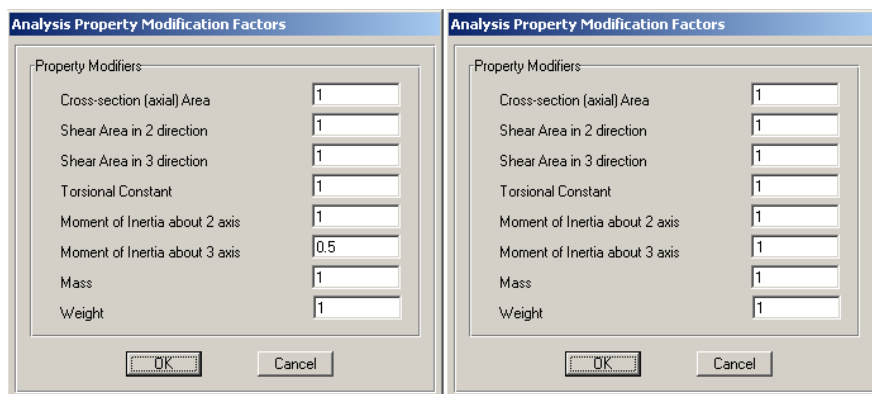 Analysis Property Modification Factors
Property Modifiers
Cross-section (axial) Area 1
Shear Area in 2 direction 1
Shear Area in 3 direction 1
Torsional Constant 1
Moment of Inertia about 2 axis 1
Moment of Inertia about 3 axis 0.5
Mass 1
Weight 1
OK Cancel
Analysis Property Modification Factors
Property Modifiers
Cross-section (axial) Area 1
Shear Area in 2 direction 1
Shear Area in 3 direction 1
Torsional Constant 1
Moment of Inertia about 2 axis 1
Moment of Inertia about 3 axis 1
Mass 1
Weight 1
OK Cancel